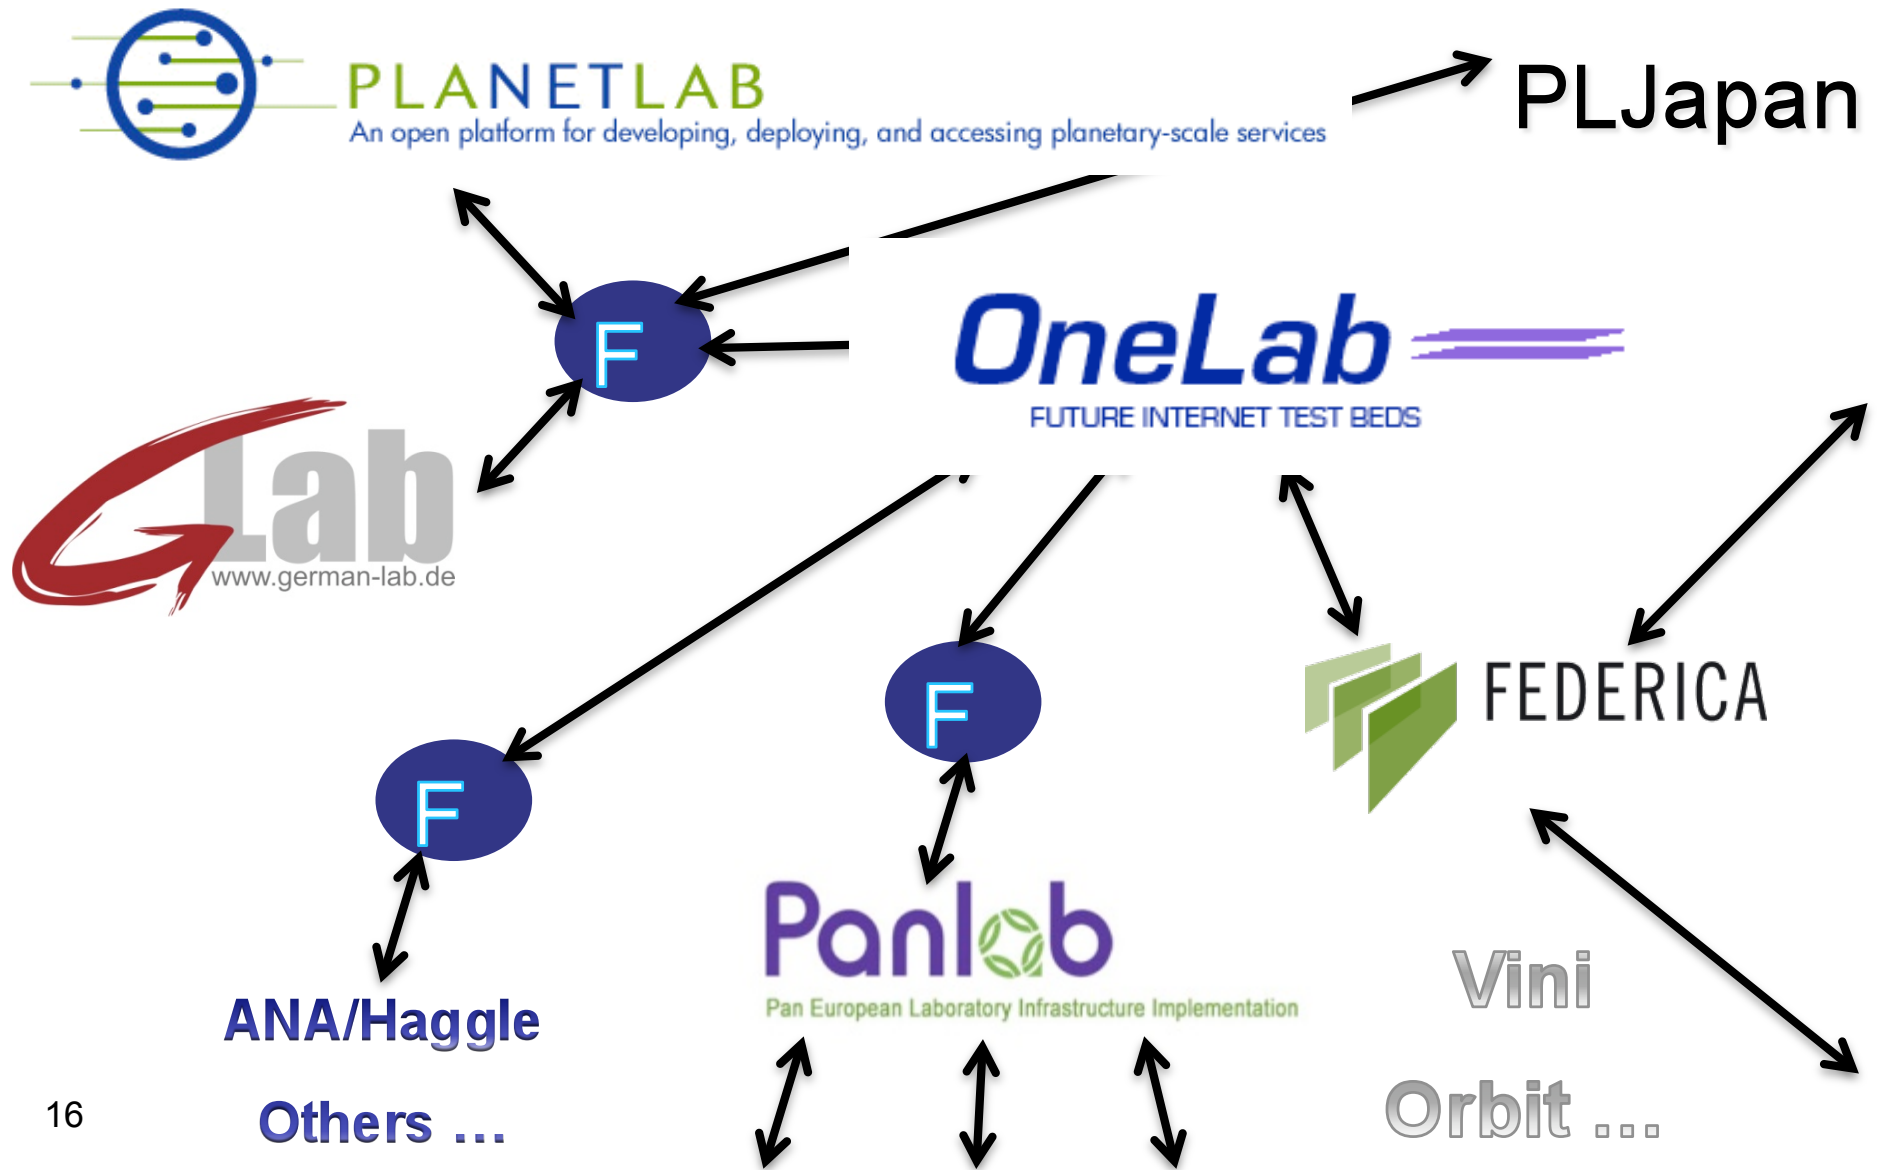 PLANETLAB
An open platform for developing, deploying, and accessing planetary-scale services
PLJapan
F
OneLab
FUTURE INTERNET TEST BEDS
GLab
www.german-lab.de
F
FEDERICA
F
Panlab
Pan European Laboratory Infrastructure Implementation
Vini
ANA/Haggle
Orbit ...
Others ...
16